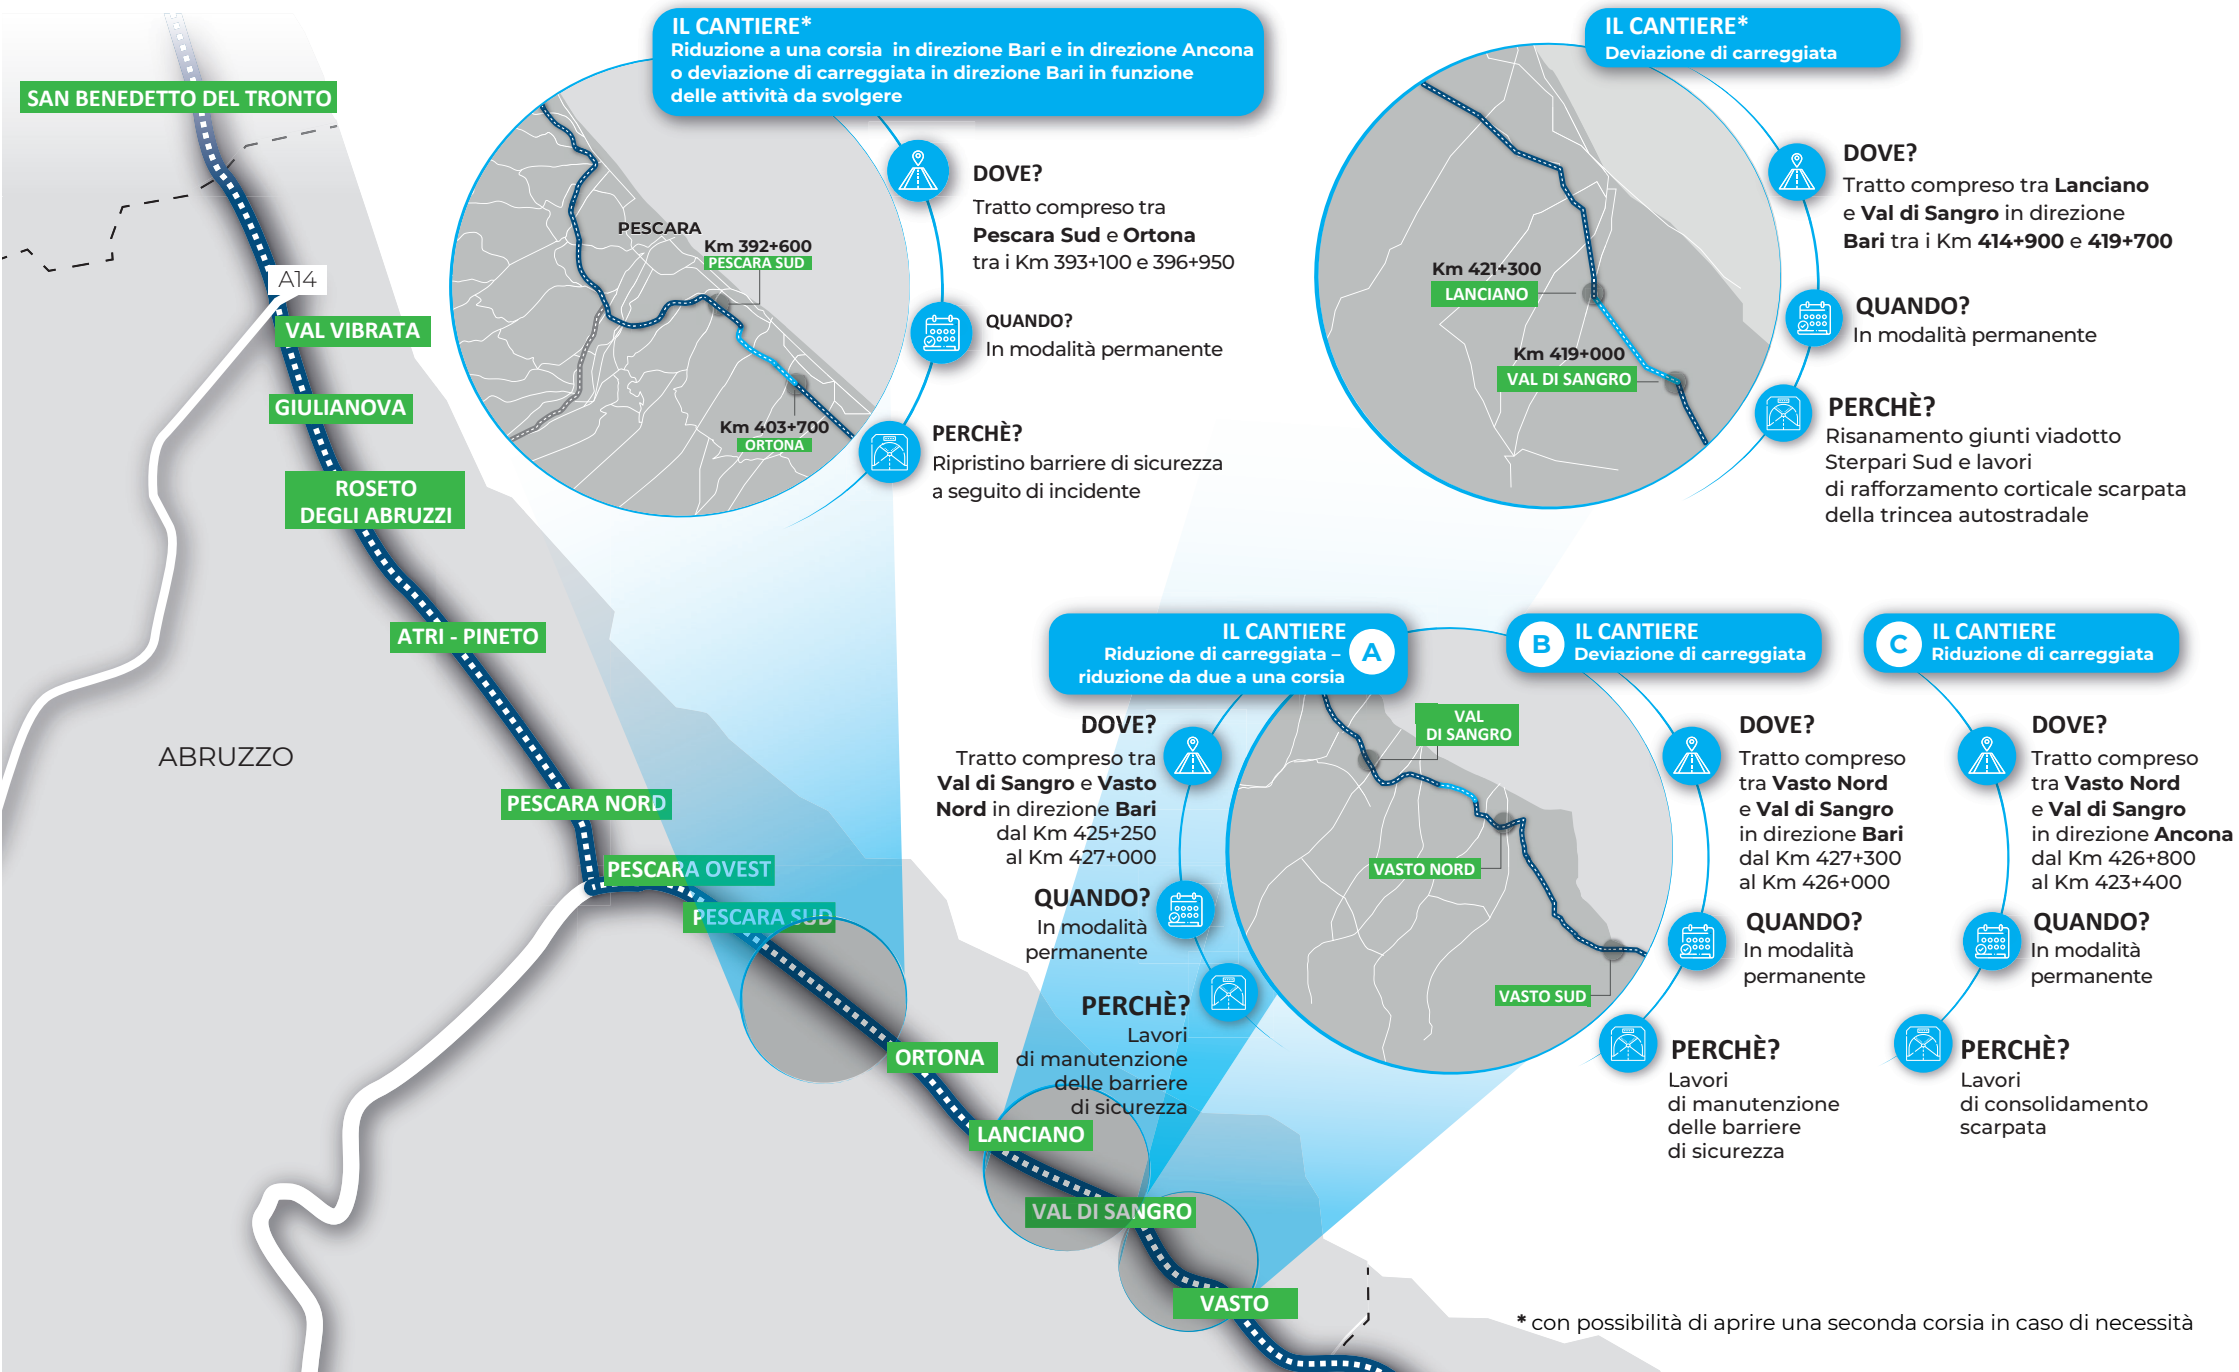 SAN BENEDETTO DEL TRONTO
A14
VAL VIBRATA
GIULIANOVA
ROSETO
DEGLI ABRUZZI
ATRI - PINETO
ABRUZZO
PESCARA NORD
PESCARA OVEST
PESCARA SUD
ORTONA
LANCIANO
VAL DI SANGRO
VASTO
IL CANTIERE*
Riduzione a una corsia in direzione Bari e in direzione Ancona
o deviazione di carreggiata in direzione Bari in funzione
delle attività da svolgere
PESCARA
Km 392+600
PESCARA SUD
Km 403+700
ORTONA
DOVE?
Tratto compreso tra
Pescara Sud e Ortona
tra i Km 393+100 e 396+950
QUANDO?
In modalità permanente
PERCHÈ?
Ripristino barriere di sicurezza
a seguito di incidente
IL CANTIERE*
Deviazione di carreggiata
Km 421+300
LANCIANO
Km 419+000
VAL DI SANGRO
DOVE?
Tratto compreso tra Lanciano
e Val di Sangro in direzione
Bari tra i Km 414+900 e 419+700
QUANDO?
In modalità permanente
PERCHÈ?
Risanamento giunti viadotto
Sterpari Sud e lavori
di rafforzamento corticale scarpata
della trincea autostradale
IL CANTIERE
Riduzione di carreggiata –
riduzione da due a una corsia
A
DOVE?
Tratto compreso tra
Val di Sangro e Vasto
Nord in direzione Bari
dal Km 425+250
al Km 427+000
QUANDO?
In modalità
permanente
PERCHÈ?
Lavori
di manutenzione
delle barriere
di sicurezza
VAL
DI SANGRO
VASTO NORD
VASTO SUD
B
IL CANTIERE
Deviazione di carreggiata
DOVE?
Tratto compreso
tra Vasto Nord
e Val di Sangro
in direzione Bari
dal Km 427+300
al Km 426+000
QUANDO?
In modalità
permanente
PERCHÈ?
Lavori
di manutenzione
delle barriere
di sicurezza
C
IL CANTIERE
Riduzione di carreggiata
DOVE?
Tratto compreso
tra Vasto Nord
e Val di Sangro
in direzione Ancona
dal Km 426+800
al Km 423+400
QUANDO?
In modalità
permanente
PERCHÈ?
Lavori
di consolidamento
scarpata
* con possibilità di aprire una seconda corsia in caso di necessità